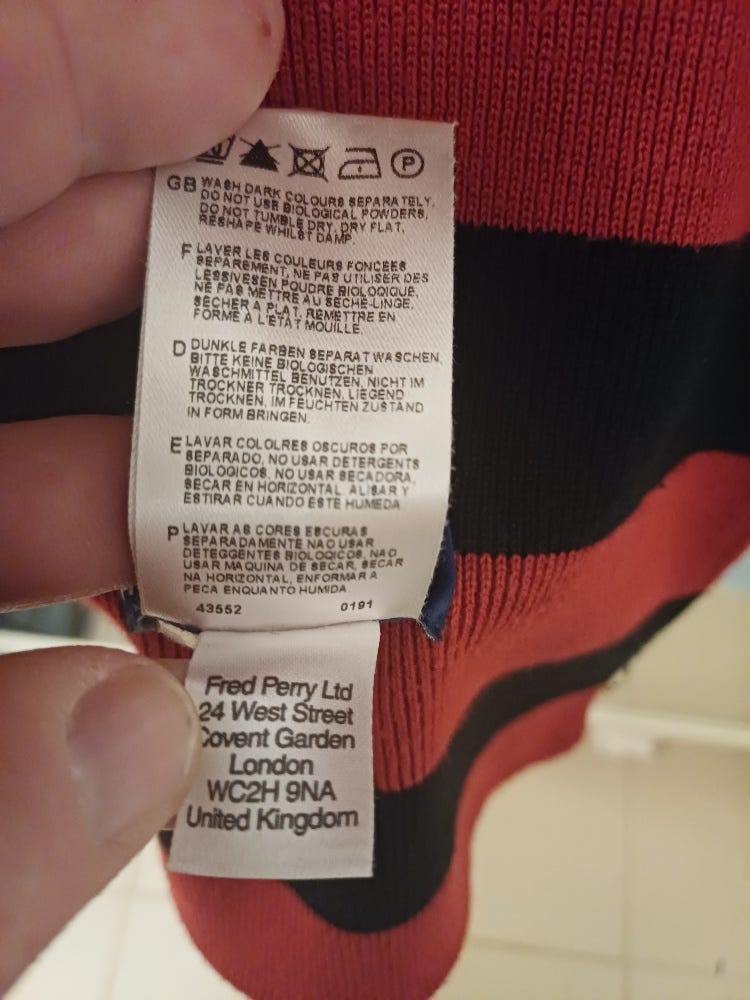 P
GB WASH DARK COLOURS SEPARATELY,
DO NOT USE BIOLOGICAL POWDERS,
DO NOT TUMBLE DRY, DRY FLAT,
RESHAPE WHILST DAMP.
F LAVER LES COULEURS FONCEES
SEPAREMENT, NE PAS UTILISER DES
LESSIVESEN POUDRE BIOLOGIQUE,
NE PAS METTRE AU SECHE-LINGE,
SECHER A PLAT, REMETTRE EN
FORME A L'ETAT MOUILLE.
D DUNKLE FARBEN SEPARAT WASCHEN,
BITTE KEINE BIOLOGISCHEN
WASCHMITTEL BENUTZEN, NICHT IM
TROCKNER TROCKNEN, LIEGEND
TROCKNEN, IM FEUCHTEN ZUSTAND
IN FORM BRINGEN.
E LAVAR COLOLRES OSCUROS POR
SEPARADO, NO USAR DETERGENTS
BIOLOGICOS, NO USAR SECADORA,
SECAR EN HORIZONTAL, ALISAR Y
ESTIRAR CUANDO ESTE HUMEDA
P LAVAR AS CORES ESCURAS
SEPARADAMENTE NAO USAR
DETEGGENTES BIOLOGICOS, NAO
USAR MAQUINA DE SECAR, SECAR
NA HORIZONTAL, ENFORMAR A
PECA ENQUANTO HUMIDA
43552 0191
Fred Perry Ltd
24 West Street
Covent Garden
London
WC2H 9NA
United Kingdom